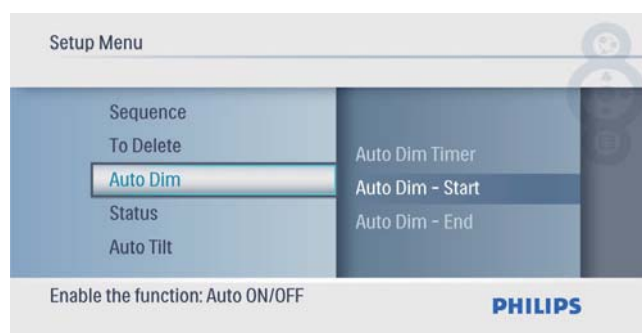 Setup Menu
Sequence
To Delete
Auto Dim
Status
Auto Tilt
Auto Dim Timer
Auto Dim - Start
Auto Dim - End
Enable the function: Auto ON/OFF
PHILIPS